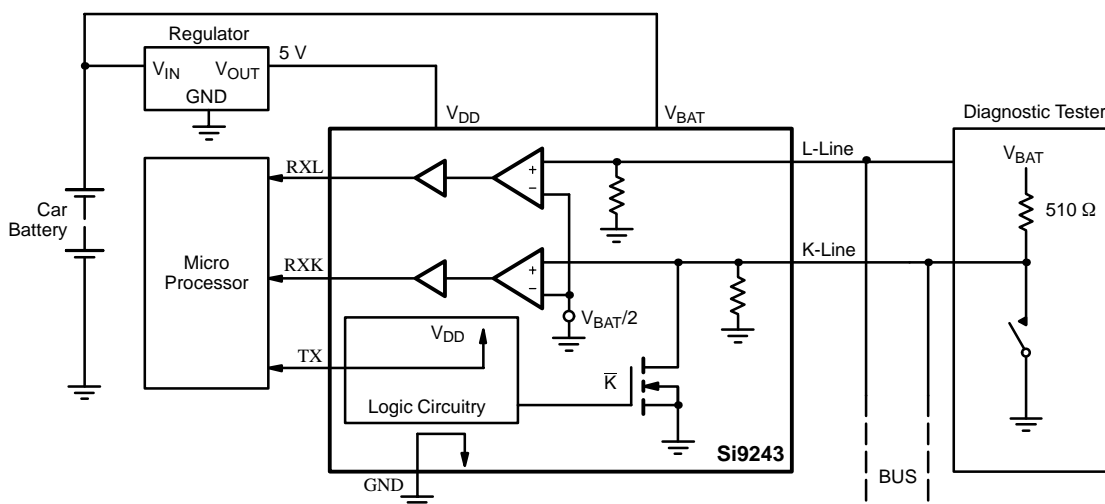 Regulator
5 V
V_IN V_OUT
GND
V_DD
V_BAT
Diagnostic Tester
L-Line
V_BAT
RXL
+
−
510 Ω
Car
Battery
K-Line
Micro
Processor
RXK
+
−
V_BAT/2
V_DD
TX
K̅
Logic Circuitry
Si9243
GND
BUS